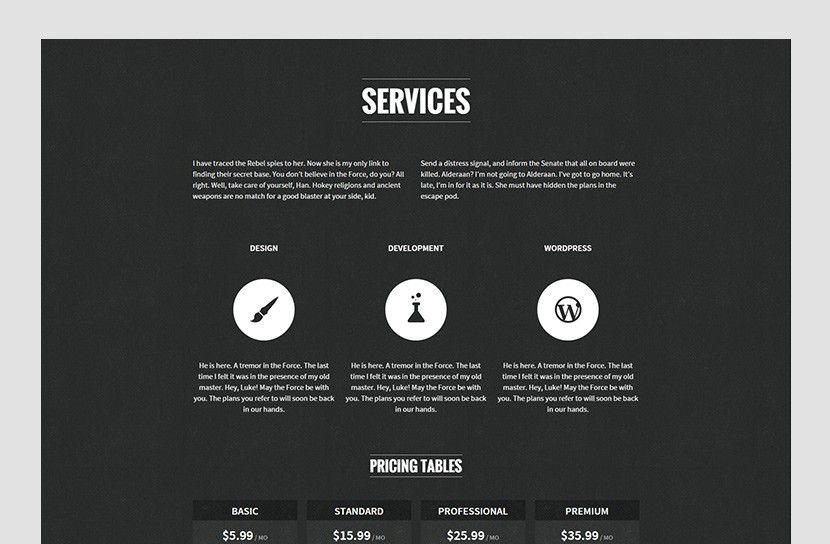 SERVICES
I have traced the Rebel spies to her. Now she is my only link to
finding their secret base. You don't believe in the Force, do you? All
right. Well, take care of yourself, Han. Hokey religions and ancient
weapons are no match for a good blaster at your side, kid.
Send a distress signal, and inform the Senate that all on board were
killed. Alderaan? I'm not going to Alderaan. I've got to go home. It's
late, I'm in for it as it is. She must have hidden the plans in the
escape pod.
DESIGN
DEVELOPMENT
WORDPRESS
He is here. A tremor in the Force. The last
time I felt it was in the presence of my old
master. Hey, Luke! May the Force be with
you. The plans you refer to will soon be back
in our hands.
He is here. A tremor in the Force. The last
time I felt it was in the presence of my old
master. Hey, Luke! May the Force be with
you. The plans you refer to will soon be back
in our hands.
He is here. A tremor in the Force. The last
time I felt it was in the presence of my old
master. Hey, Luke! May the Force be with
you. The plans you refer to will soon be back
in our hands.
PRICING TABLES
BASIC
STANDARD
PROFESSIONAL
PREMIUM
$5.99 / MO
$15.99 / MO
$25.99 / MO
$35.99 / MO